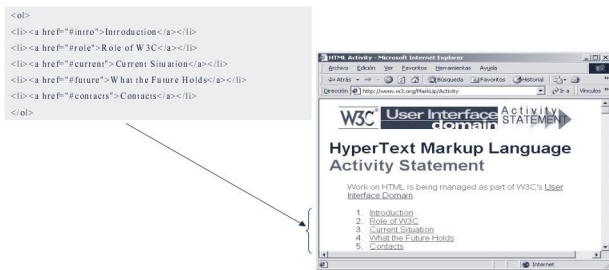 <ol>
<li><a href="#intro">Introduction</a></li>
<li><a href="#role">Role of W3C</a></li>
<li><a href="#current">Current Situation</a></li>
<li><a href="#future">What the Future Holds</a></li>
<li><a href="#contacts">Contacts</a></li>
</ol>
HTML Activity - Microsoft Internet Explorer
Archivo Edición Ver Favoritos Herramientas Ayuda
Atrás Búsqueda Favoritos Historial
Dirección http://www.w3.org/MarkUp/Activity Ir a Vínculos
W3C User Interface domain Activity STATEMENT
HyperText Markup Language
Activity Statement
Work on HTML is being managed as part of W3C's User
Interface Domain.
1. Introduction
2. Role of W3C
3. Current Situation
4. What the Future Holds
5. Contacts
Internet